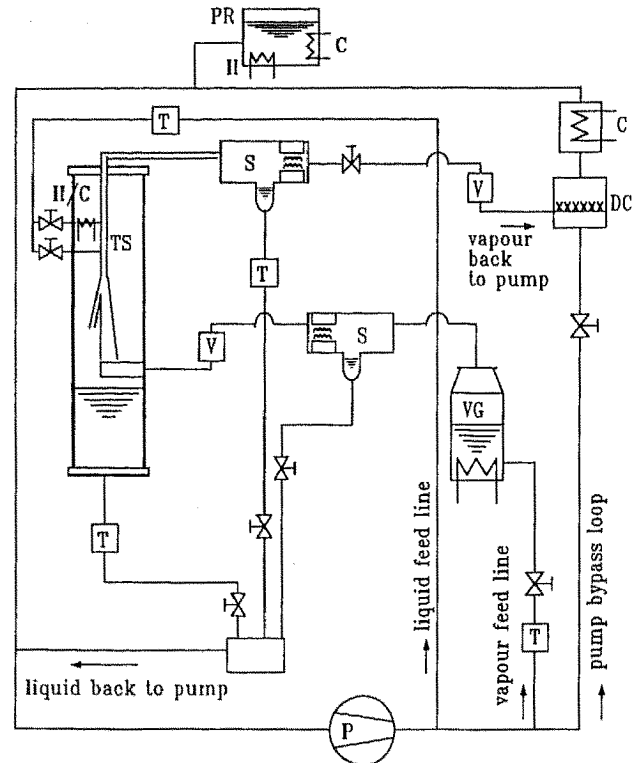 PR
C
H
T
C
S
H/C
V
DC
TS
vapour
back
to pump
T
S
V
VG
T
liquid feed line
vapour feed line
pump bypass loop
T
liquid back to pump
P